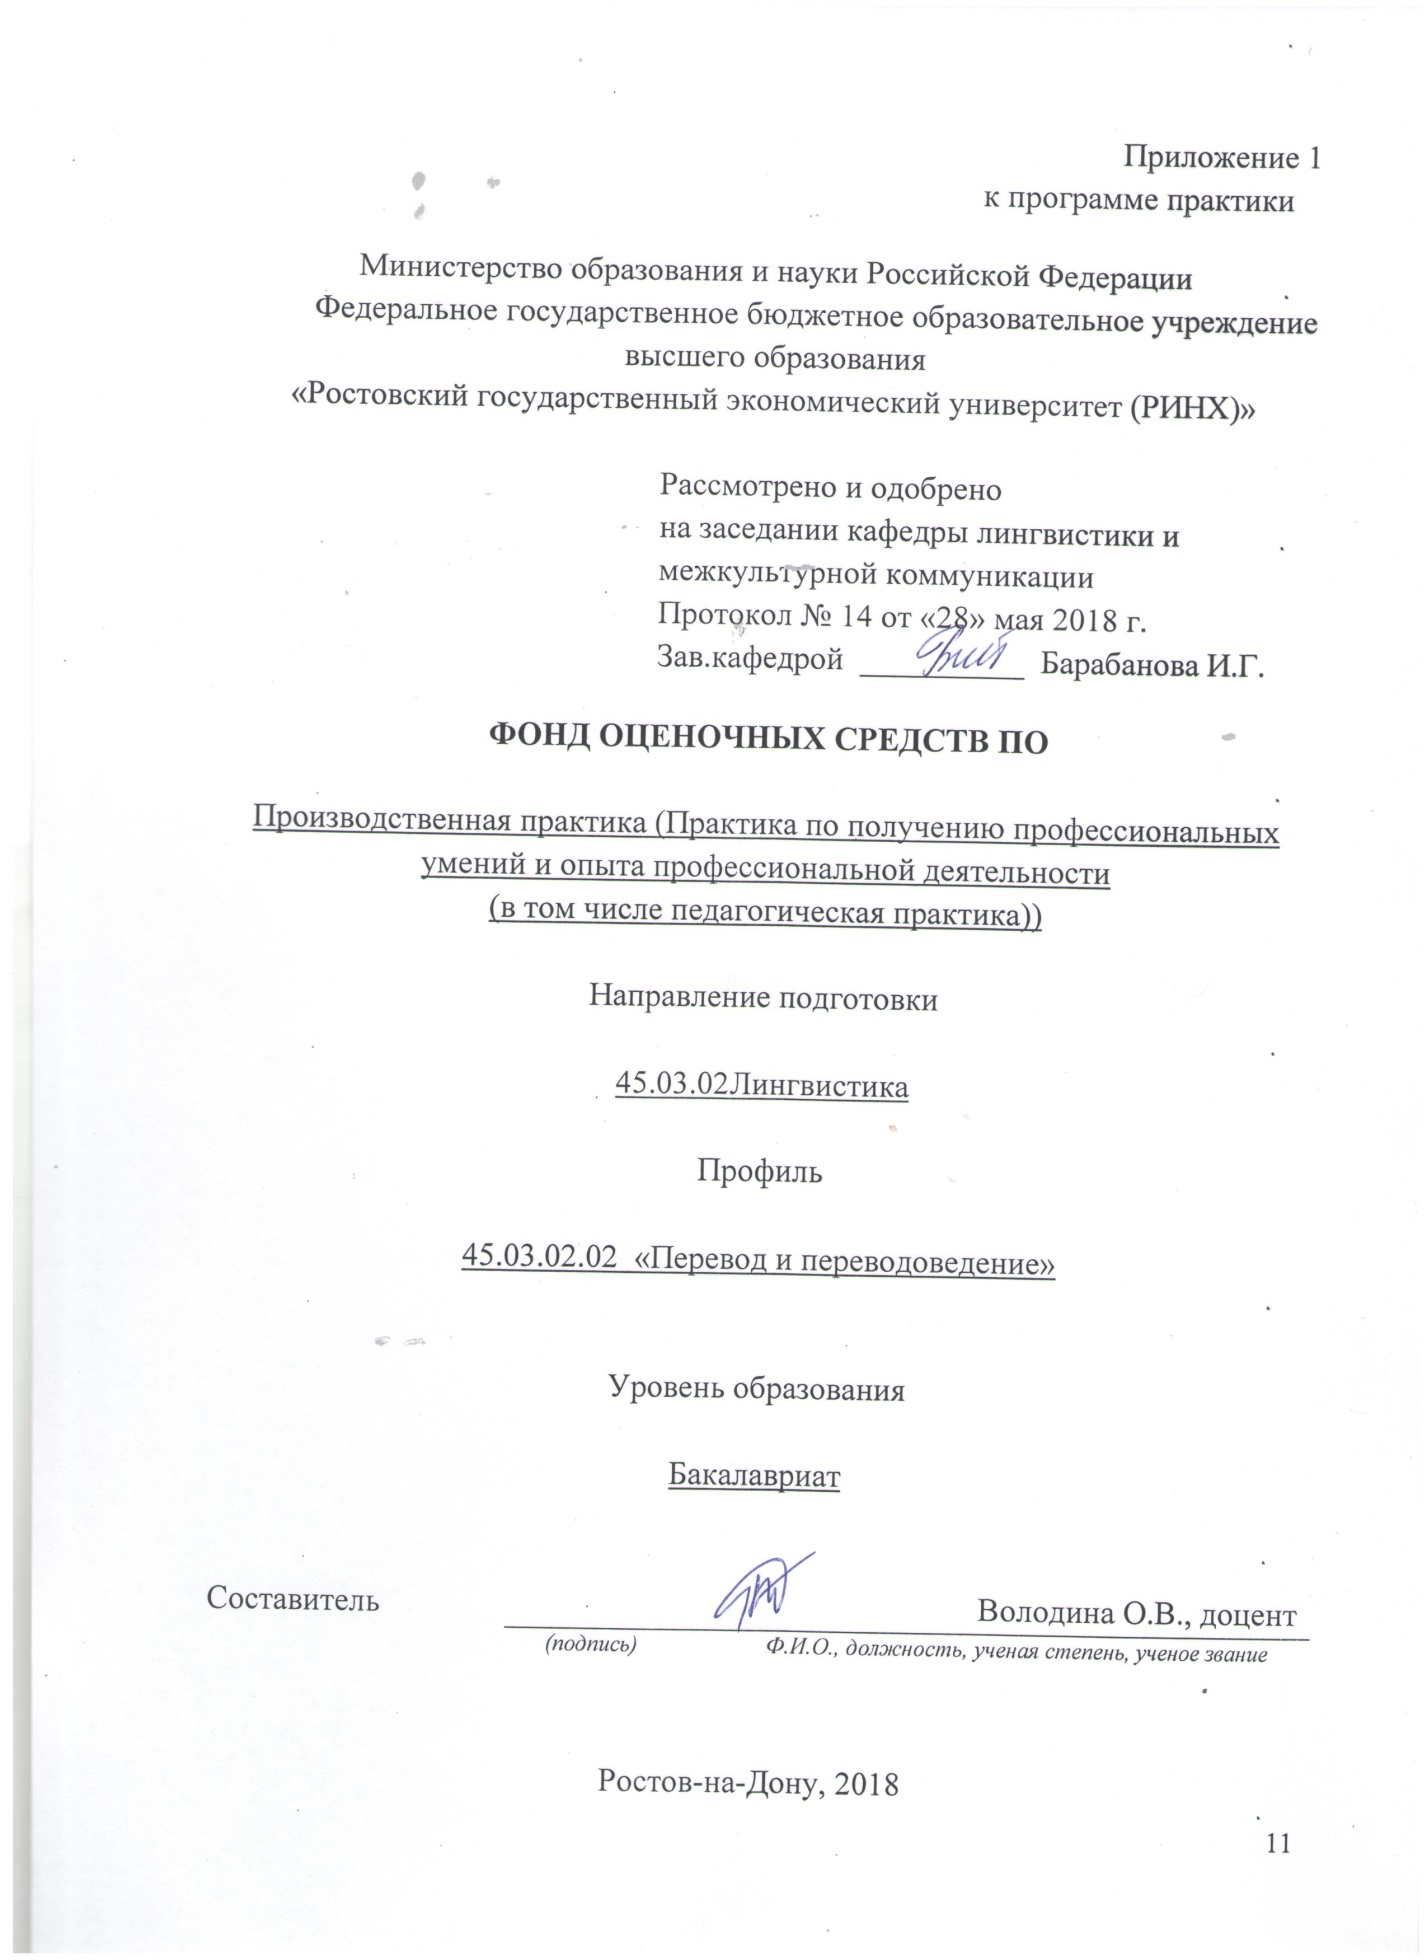 Приложение 1
к программе практики
Министерство образования и науки Российской Федерации
Федеральное государственное бюджетное образовательное учреждение
высшего образования
«Ростовский государственный экономический университет (РИНХ)»
Рассмотрено и одобрено
на заседании кафедры лингвистики и
межкультурной коммуникации
Протокол № 14 от «28» мая 2018 г.
Зав.кафедрой ___________ Барабанова И.Г.
ФОНД ОЦЕНОЧНЫХ СРЕДСТВ ПО
Производственная практика (Практика по получению профессиональных
умений и опыта профессиональной деятельности
(в том числе педагогическая практика))
Направление подготовки
45.03.02Лингвистика
Профиль
45.03.02.02 «Перевод и переводоведение»
Уровень образования
Бакалавриат
Составитель Володина О.В., доцент
(подпись) Ф.И.О., должность, ученая степень, ученое звание
Ростов-на-Дону, 2018
11